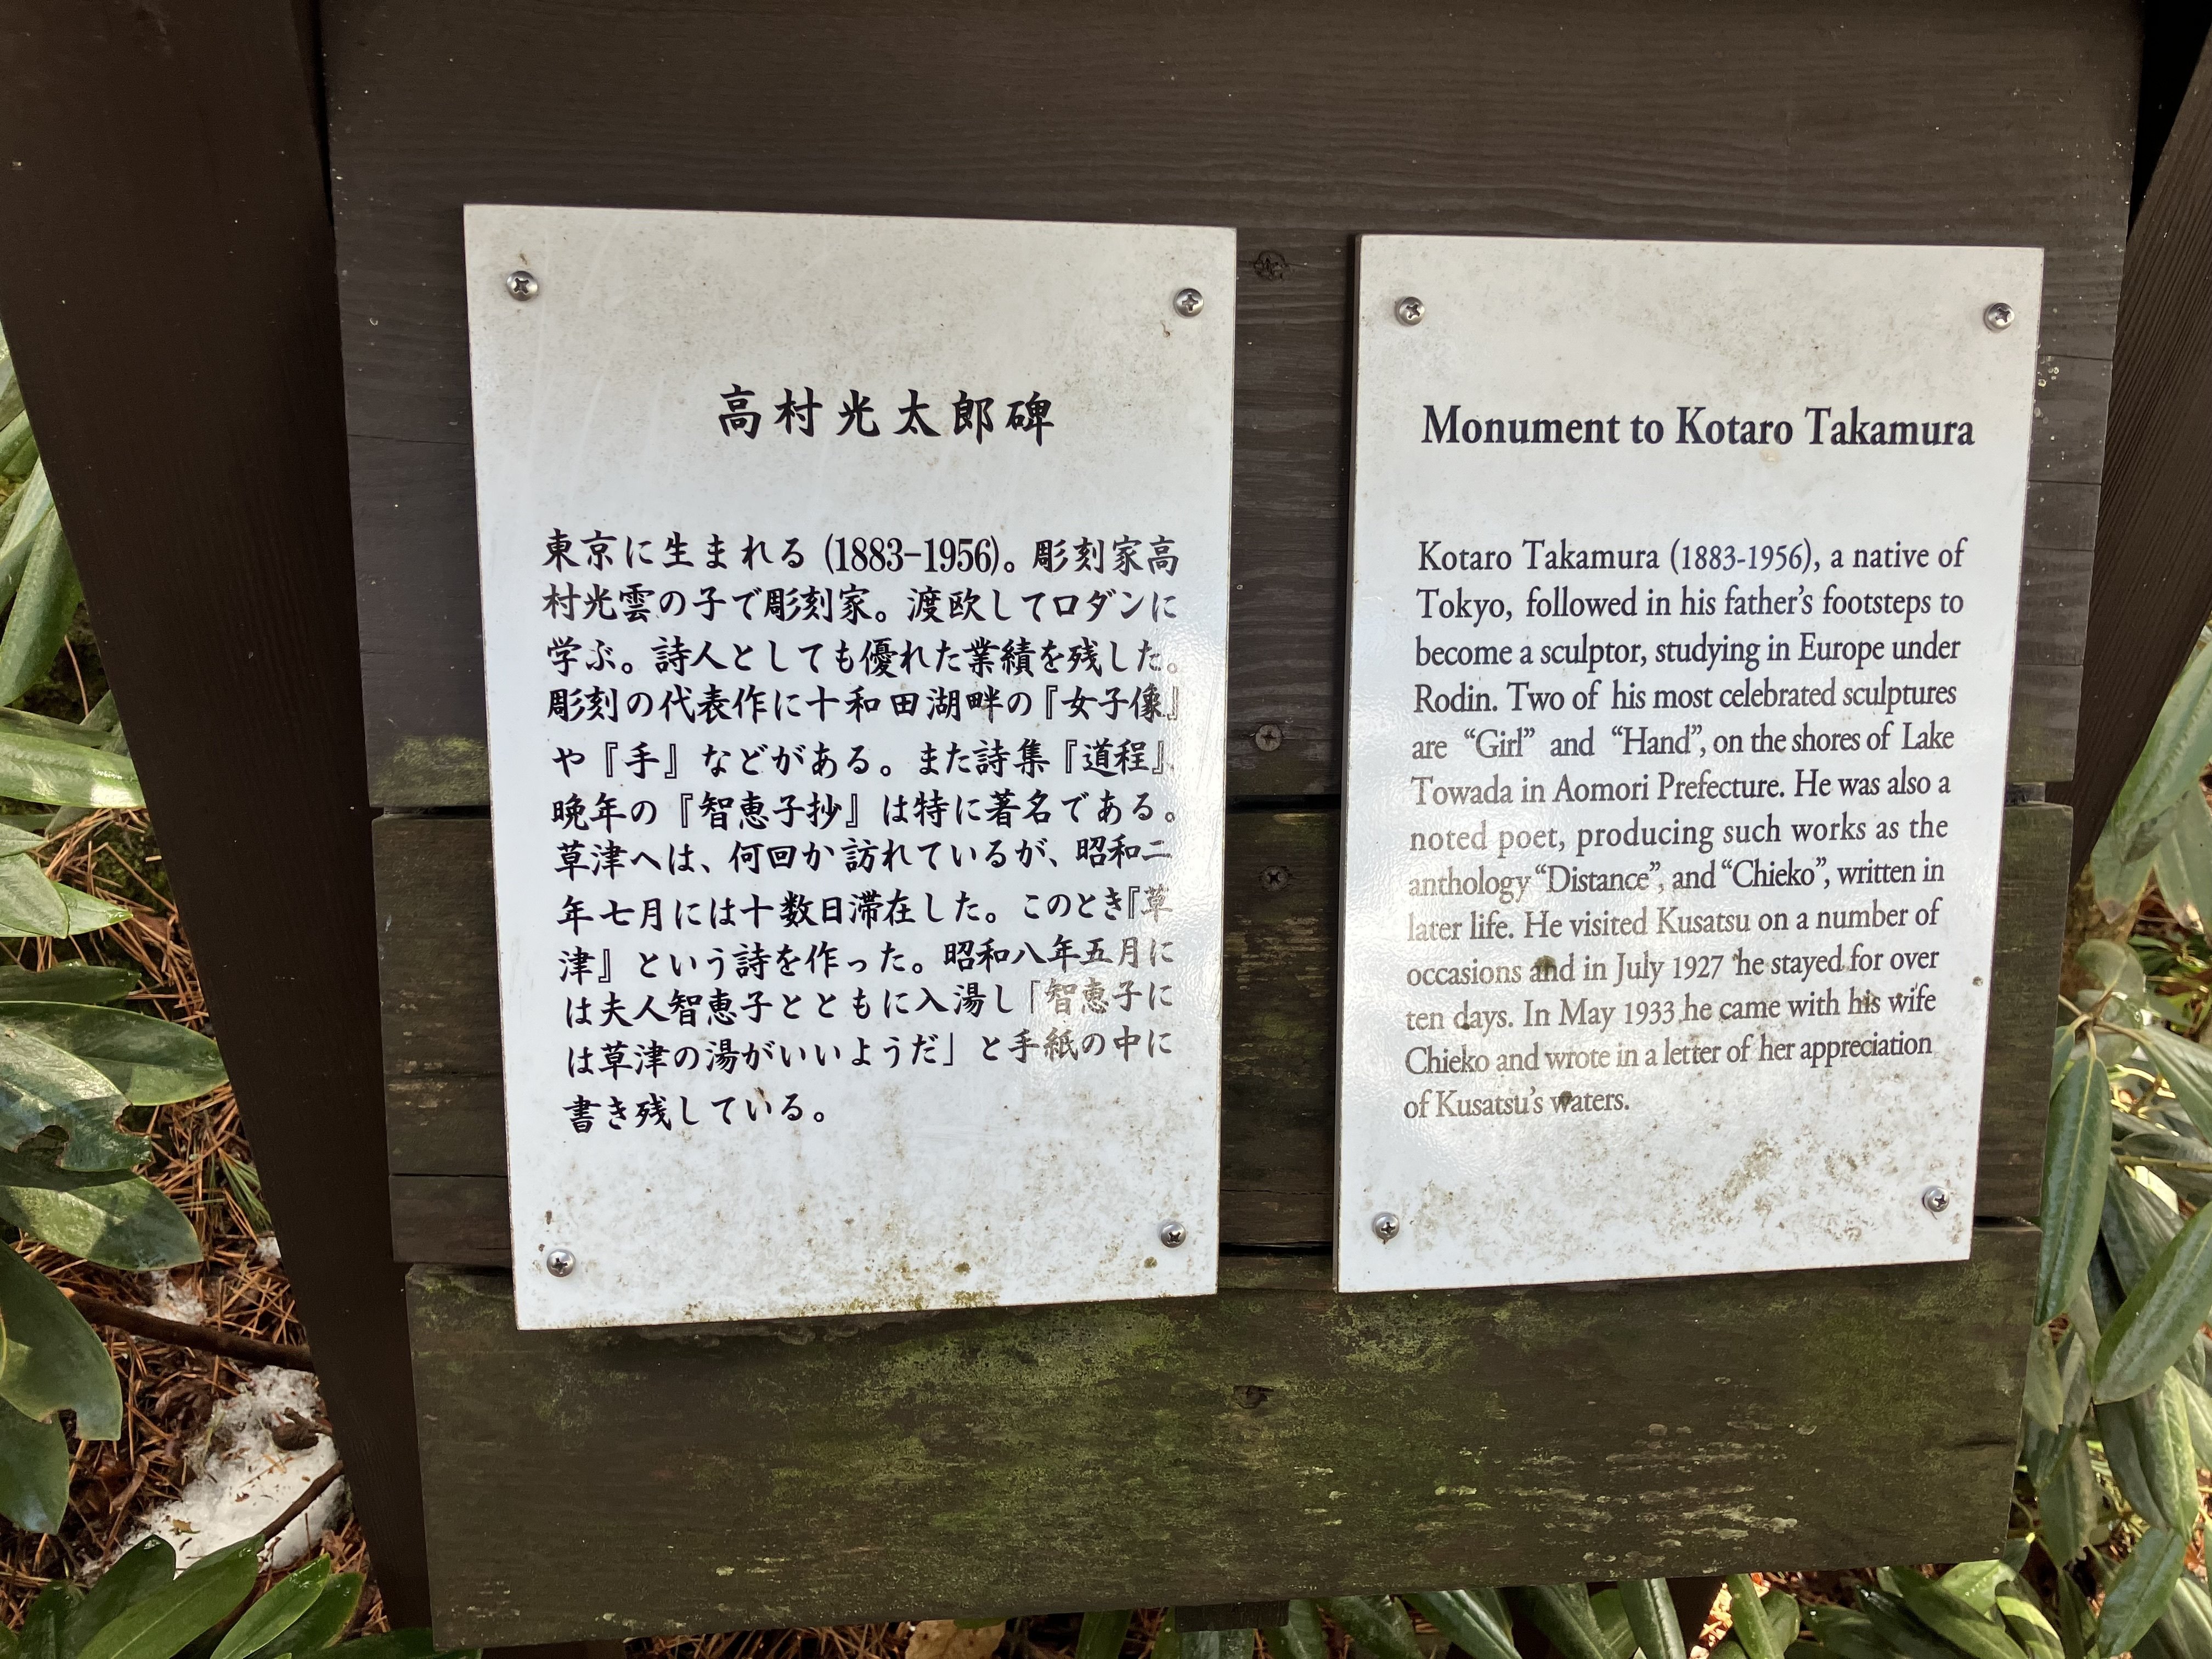 高村光太郎碑
東京に生まれる (1883-1956)。彫刻家高
村光雲の子で彫刻家。渡欧してロダンに
学ぶ。詩人としても優れた業績を残した。
彫刻の代表作に十和田湖畔の『女子像』
や『手』などがある。また詩集『道程』、
晩年の『智恵子抄』は特に著名である。
草津へは、何回か訪れているが、昭和二
年七月には十数日滞在した。このとき『草
津』という詩を作った。昭和八年五月に
は夫人智恵子とともに入湯し「智恵子に
は草津の湯がいいようだ」と手紙の中に
書き残している。
Monument to Kotaro Takamura
Kotaro Takamura (1883-1956), a native of
Tokyo, followed in his father's footsteps to
become a sculptor, studying in Europe under
Rodin. Two of his most celebrated sculptures
are "Girl" and "Hand", on the shores of Lake
Towada in Aomori Prefecture. He was also a
noted poet, producing such works as the
anthology "Distance", and "Chieko", written in
later life. He visited Kusatsu on a number of
occasions and in July 1927 he stayed for over
ten days. In May 1933 he came with his wife
Chieko and wrote in a letter of her appreciation
of Kusatsu's waters.